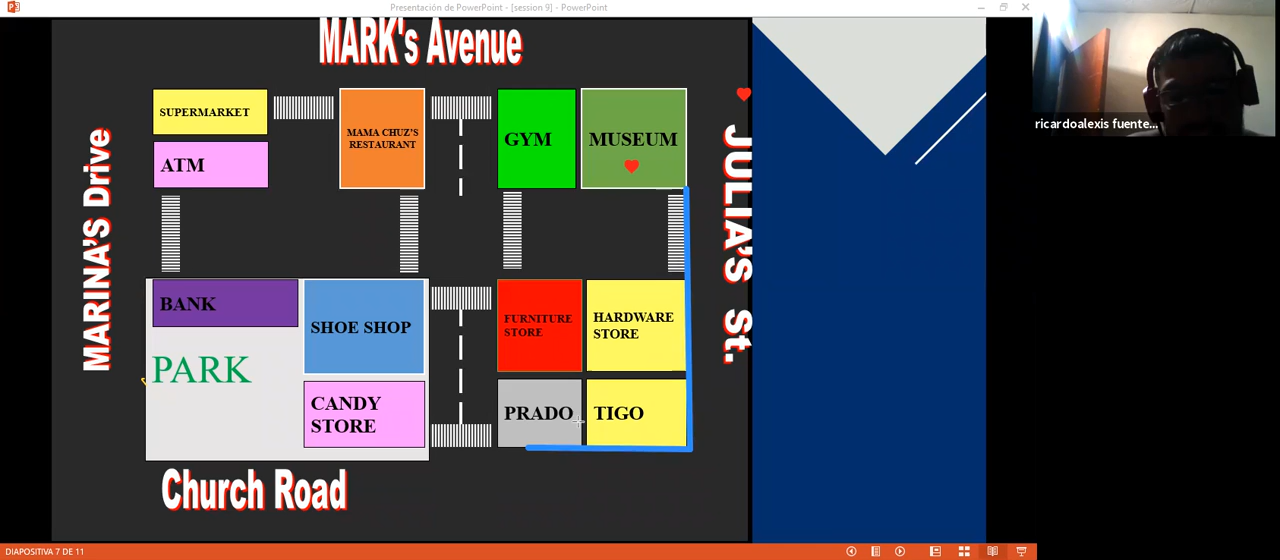 Presentación de PowerPoint - [session 9] - PowerPoint
MARK's Avenue
SUPERMARKET
ATM
MAMA CHUZ'S
RESTAURANT
GYM
MUSEUM
ricardoalexis fuente...
MARINA'S Drive
JULIA'S St.
BANK
SHOE SHOP
PARK
CANDY
STORE
FURNITURE
STORE
HARDWARE
STORE
PRADO
TIGO
Church Road
DIAPOSITIVA 7 DE 11